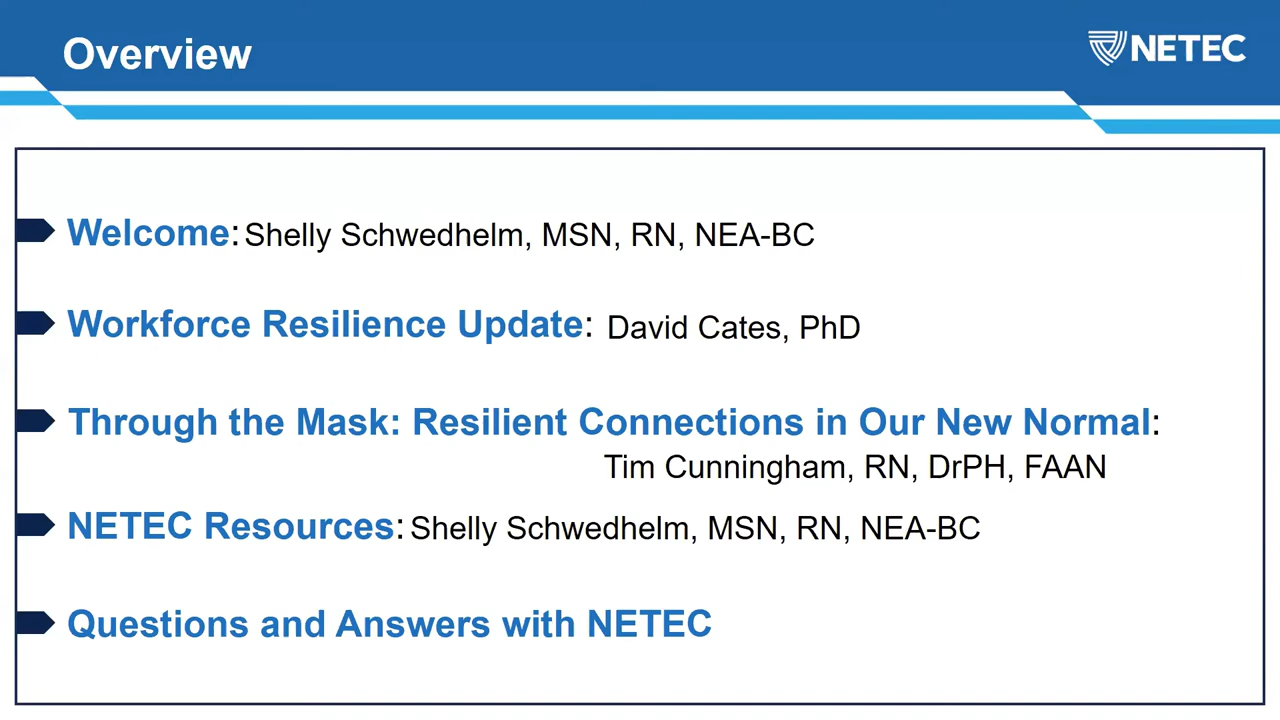 Overview
NETEC
Welcome: Shelly Schwedhelm, MSN, RN, NEA-BC
Workforce Resilience Update: David Cates, PhD
Through the Mask: Resilient Connections in Our New Normal:
Tim Cunningham, RN, DrPH, FAAN
NETEC Resources: Shelly Schwedhelm, MSN, RN, NEA-BC
Questions and Answers with NETEC